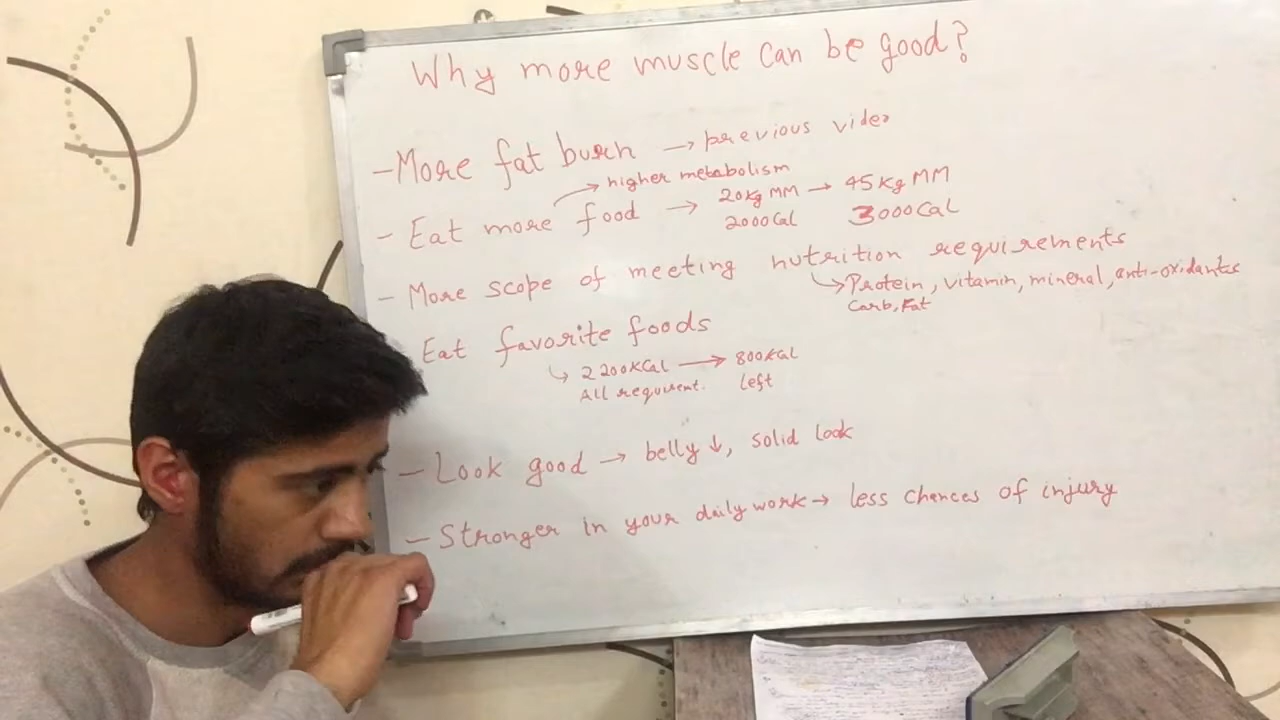 Why more muscle can be good?
- More fat burn → previous video
→ higher metabolism
- Eat more food → 20Kg MM → 45Kg MM
2000Cal 3000Cal
- More scope of meeting nutrition requirements
↳ Protein, vitamin, mineral, anti-oxidantes
Carb, Fat
Eat favorite foods
↳ 2200KCal → 800KCal
All requirent. left
- Look good → belly ↓, solid look
- Stronger in your daily work → less chances of injury